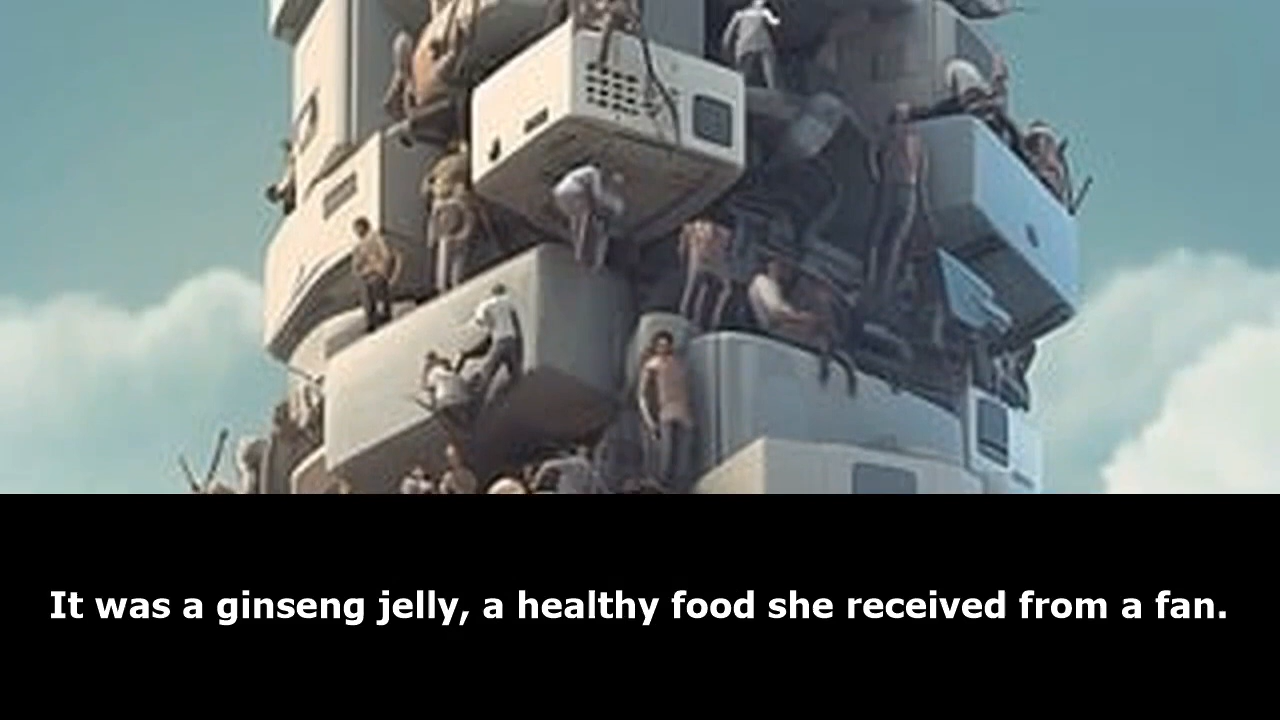 It was a ginseng jelly, a healthy food she received from a fan.